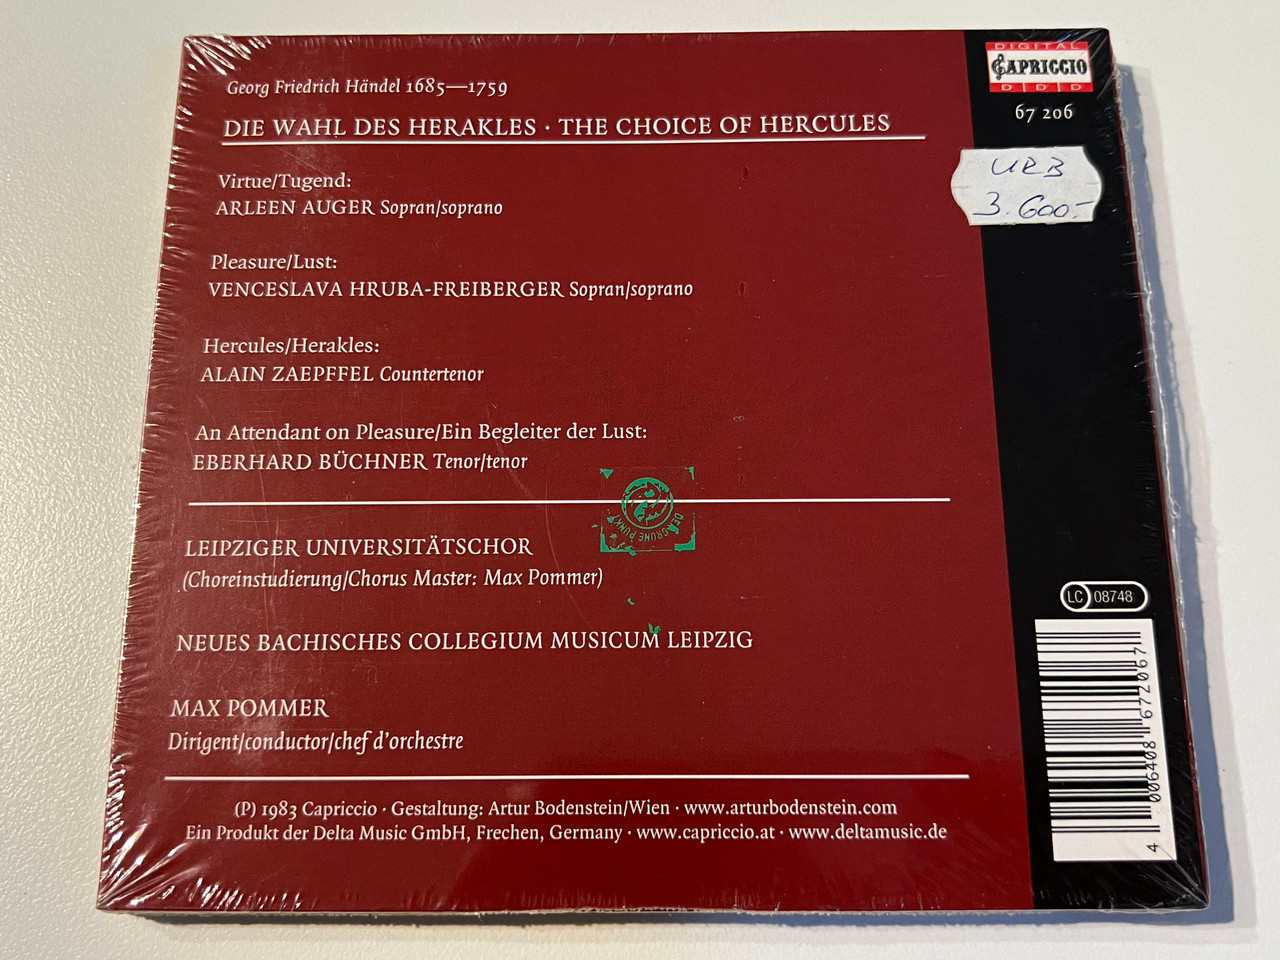 Georg Friedrich Händel 1685—1759
DIE WAHL DES HERAKLES · THE CHOICE OF HERCULES
Virtue/Tugend:
ARLEEN AUGER Sopran/soprano
Pleasure/Lust:
VENCESLAVA HRUBA-FREIBERGER Sopran/soprano
Hercules/Herakles:
ALAIN ZAEPFFEL Countertenor
An Attendant on Pleasure/Ein Begleiter der Lust:
EBERHARD BÜCHNER Tenor/tenor
DER GRÜNE PUNKT
LEIPZIGER UNIVERSITÄTSCHOR
(Choreinstudierung/Chorus Master: Max Pommer)
NEUES BACHISCHES COLLEGIUM MUSICUM LEIPZIG
MAX POMMER
Dirigent/conductor/chef d'orchestre
(P) 1983 Capriccio · Gestaltung: Artur Bodenstein/Wien · www.arturbodenstein.com
Ein Produkt der Delta Music GmbH, Frechen, Germany · www.capriccio.at · www.deltamusic.de
DIGITAL
CAPRICCIO
D D D
67 206
URB
3.600.-
LC 08748
4 006408 672067